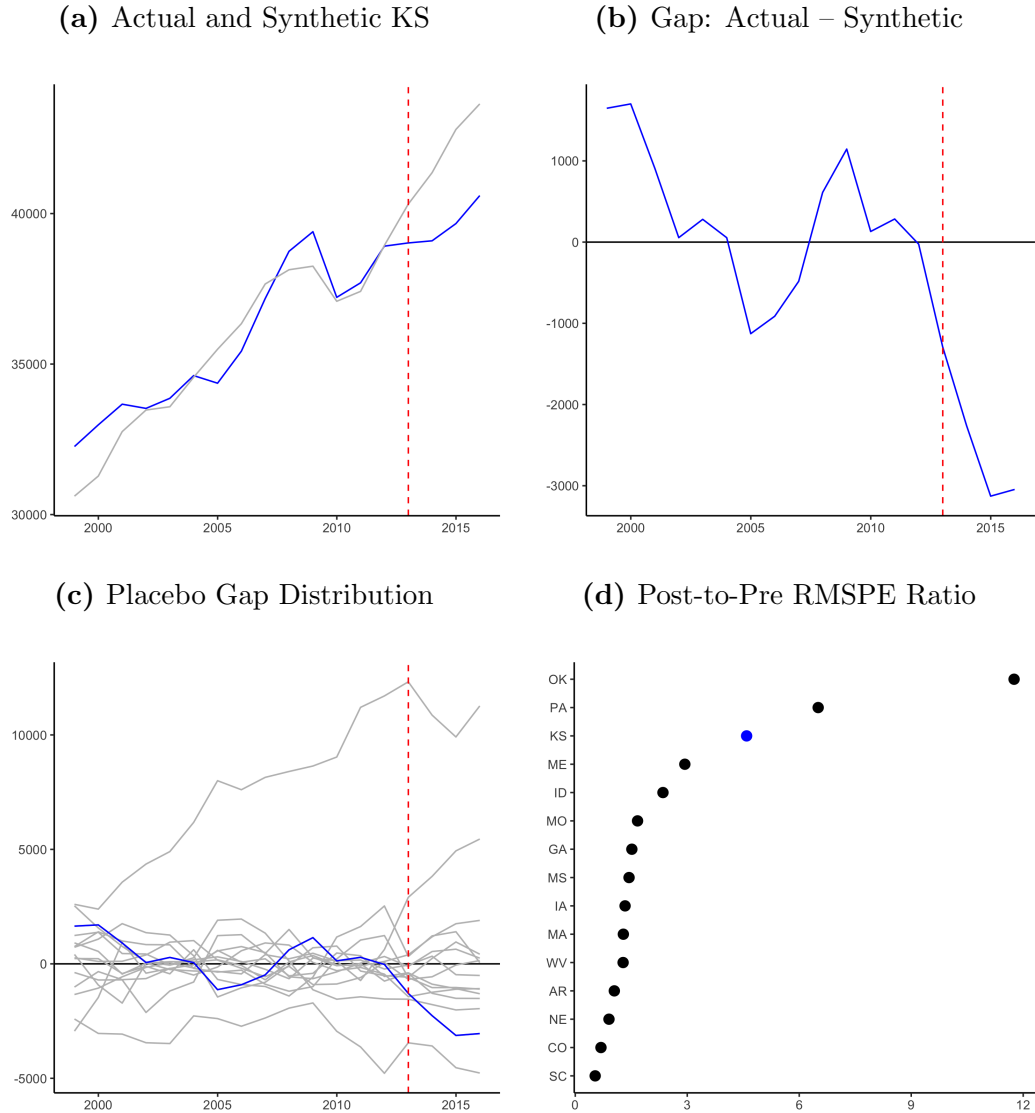 (a) Actual and Synthetic KS
40000
35000
30000
2000 2005 2010 2015
(b) Gap: Actual – Synthetic
1000
0
-1000
-2000
-3000
2000 2005 2010 2015
(c) Placebo Gap Distribution
10000
5000
0
-5000
2000 2005 2010 2015
(d) Post-to-Pre RMSPE Ratio
OK
PA
KS
ME
ID
MO
GA
MS
IA
MA
WV
AR
NE
CO
SC
0 3 6 9 12